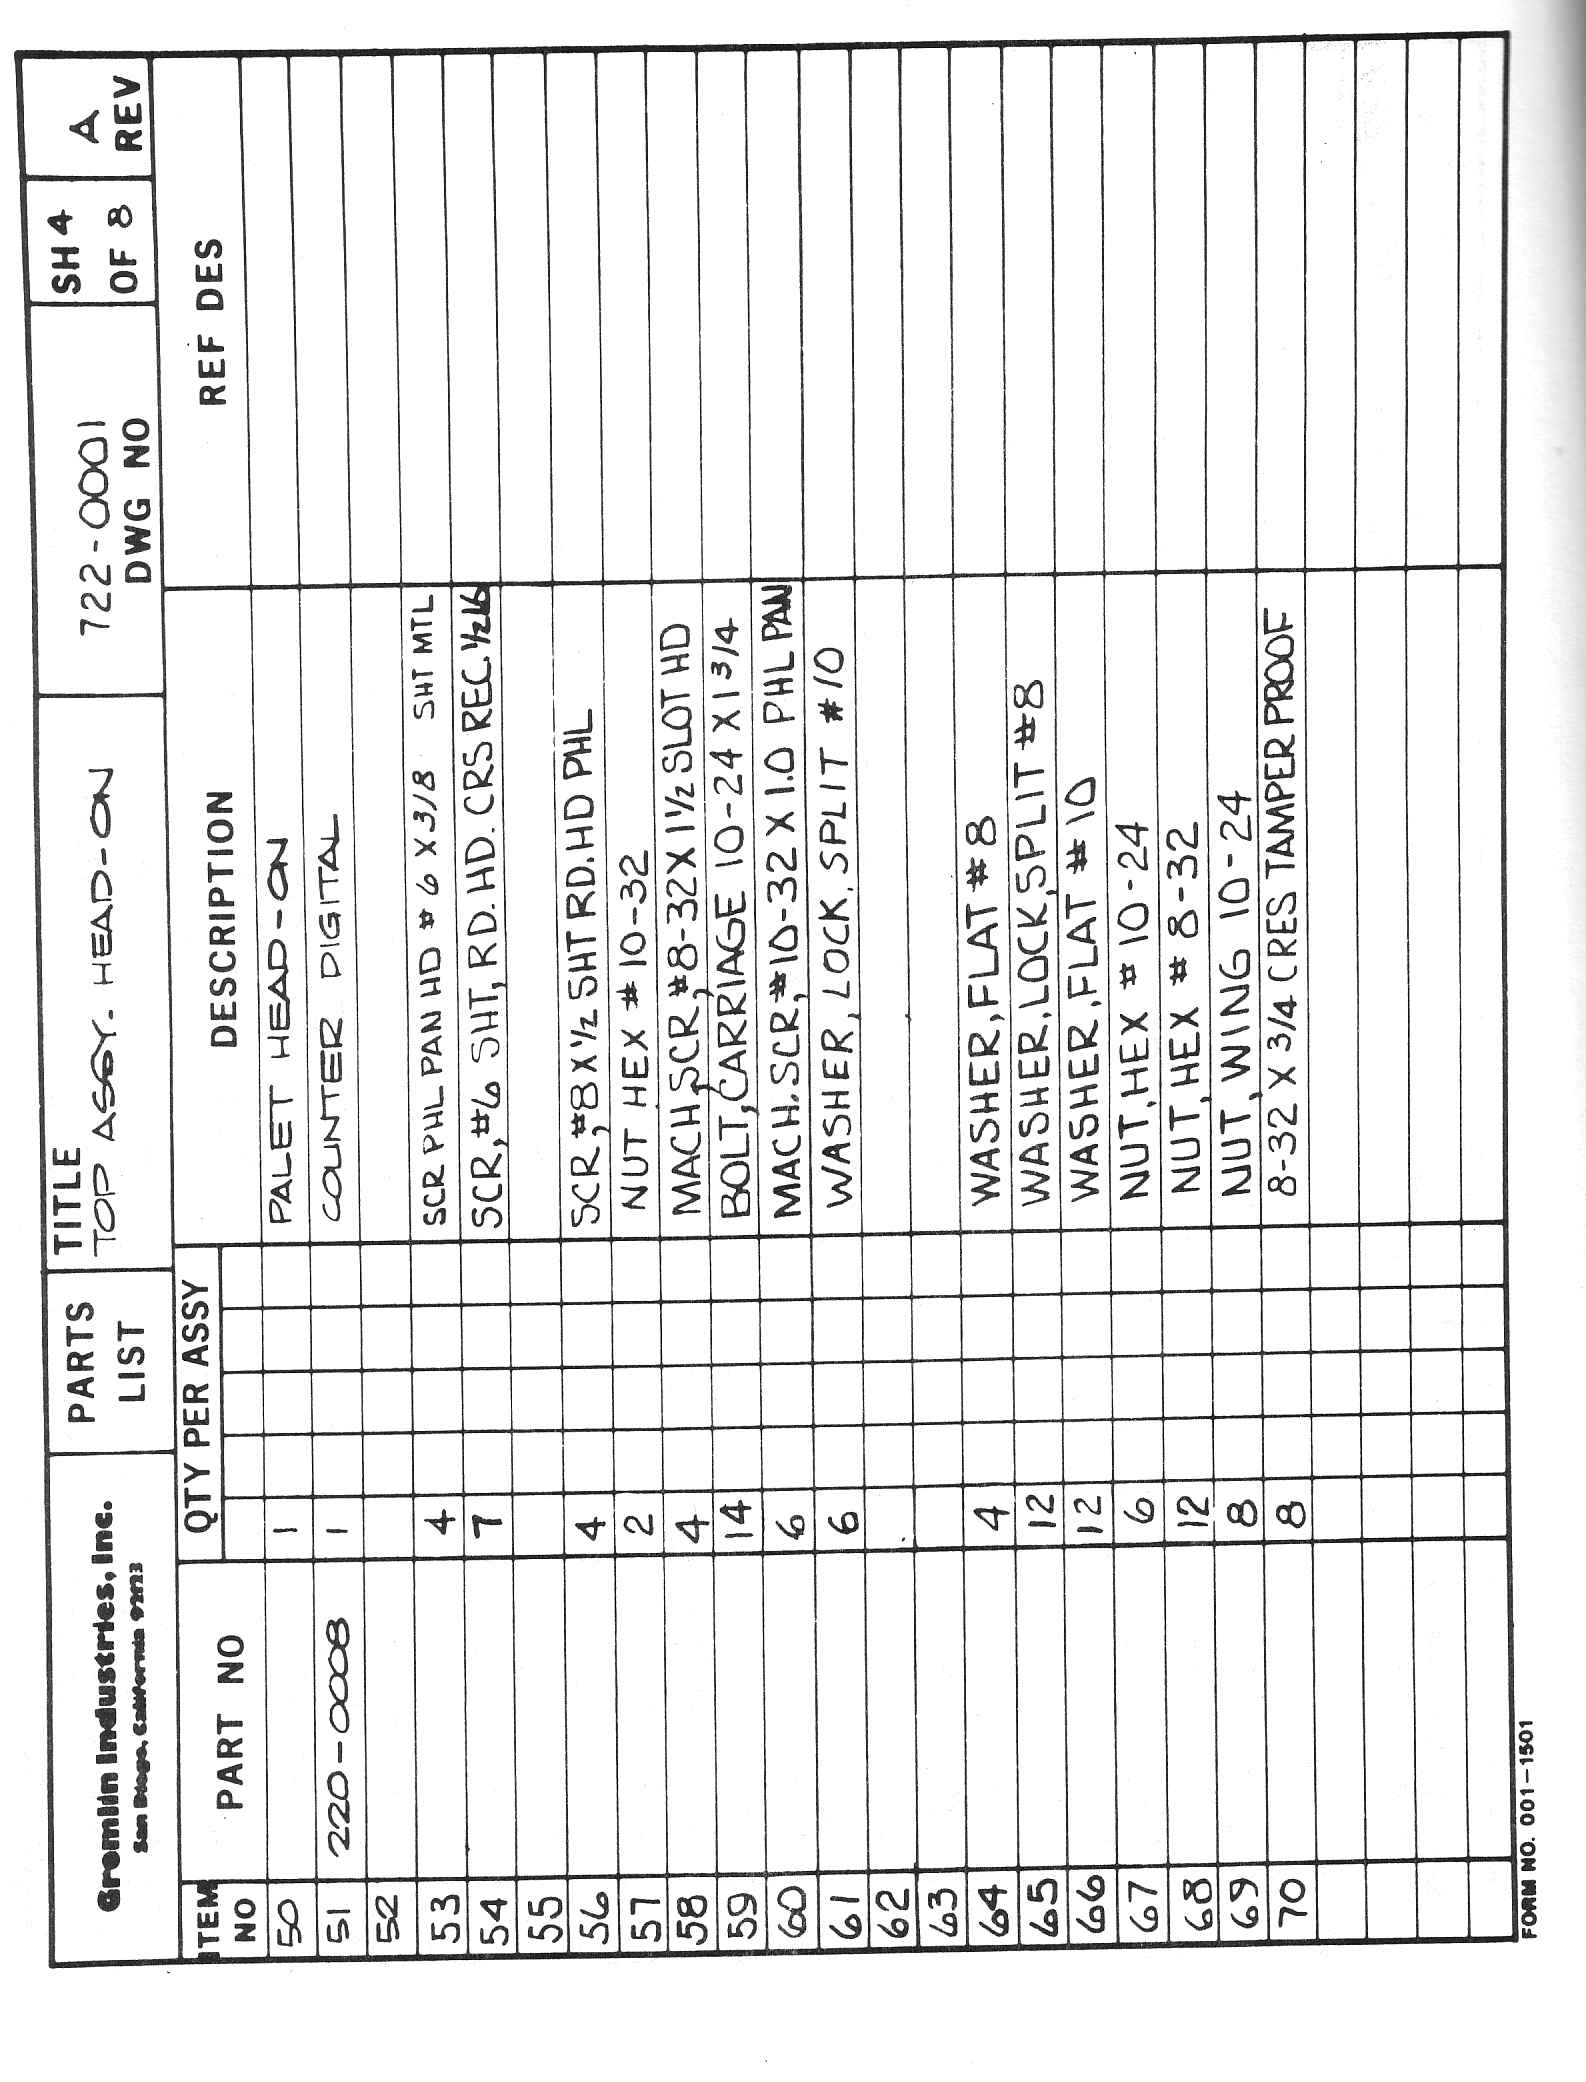 Gremlin Industries, Inc.
San Diego, California 92123
PARTS LIST
TITLE
TOP ASSY. HEAD-ON
722-0001
DWG NO
SH 4
OF 8
A
REV
ITEM NO PART NO QTY PER ASSY DESCRIPTION REF DES
50 1 PALET HEAD-ON
51 220-0008 1 COUNTER DIGITAL
52
53 4 SCR PHL PAN HD # 6 X 3/8 SHT MTL
54 7 SCR, #6 SHT, RD. HD. CRS REC. 1/2 LG
55
56 4 SCR, #8 X 1/2 SHT RD. HD PHL
57 2 NUT HEX # 10-32
58 4 MACH, SCR, #8-32 X 1 1/2 SLOT HD
59 14 BOLT, CARRIAGE 10-24 X 1 3/4
60 6 MACH. SCR, #10-32 X 1.0 PHL PAN
61 6 WASHER, LOCK, SPLIT #10
62
63
64 4 WASHER, FLAT #8
65 12 WASHER, LOCK, SPLIT #8
66 12 WASHER, FLAT # 10
67 6 NUT, HEX # 10-24
68 12 NUT, HEX # 8-32
69 8 NUT, WING 10-24
70 8 8-32 X 3/4 CRES TAMPER PROOF
FORM NO. 001-1501